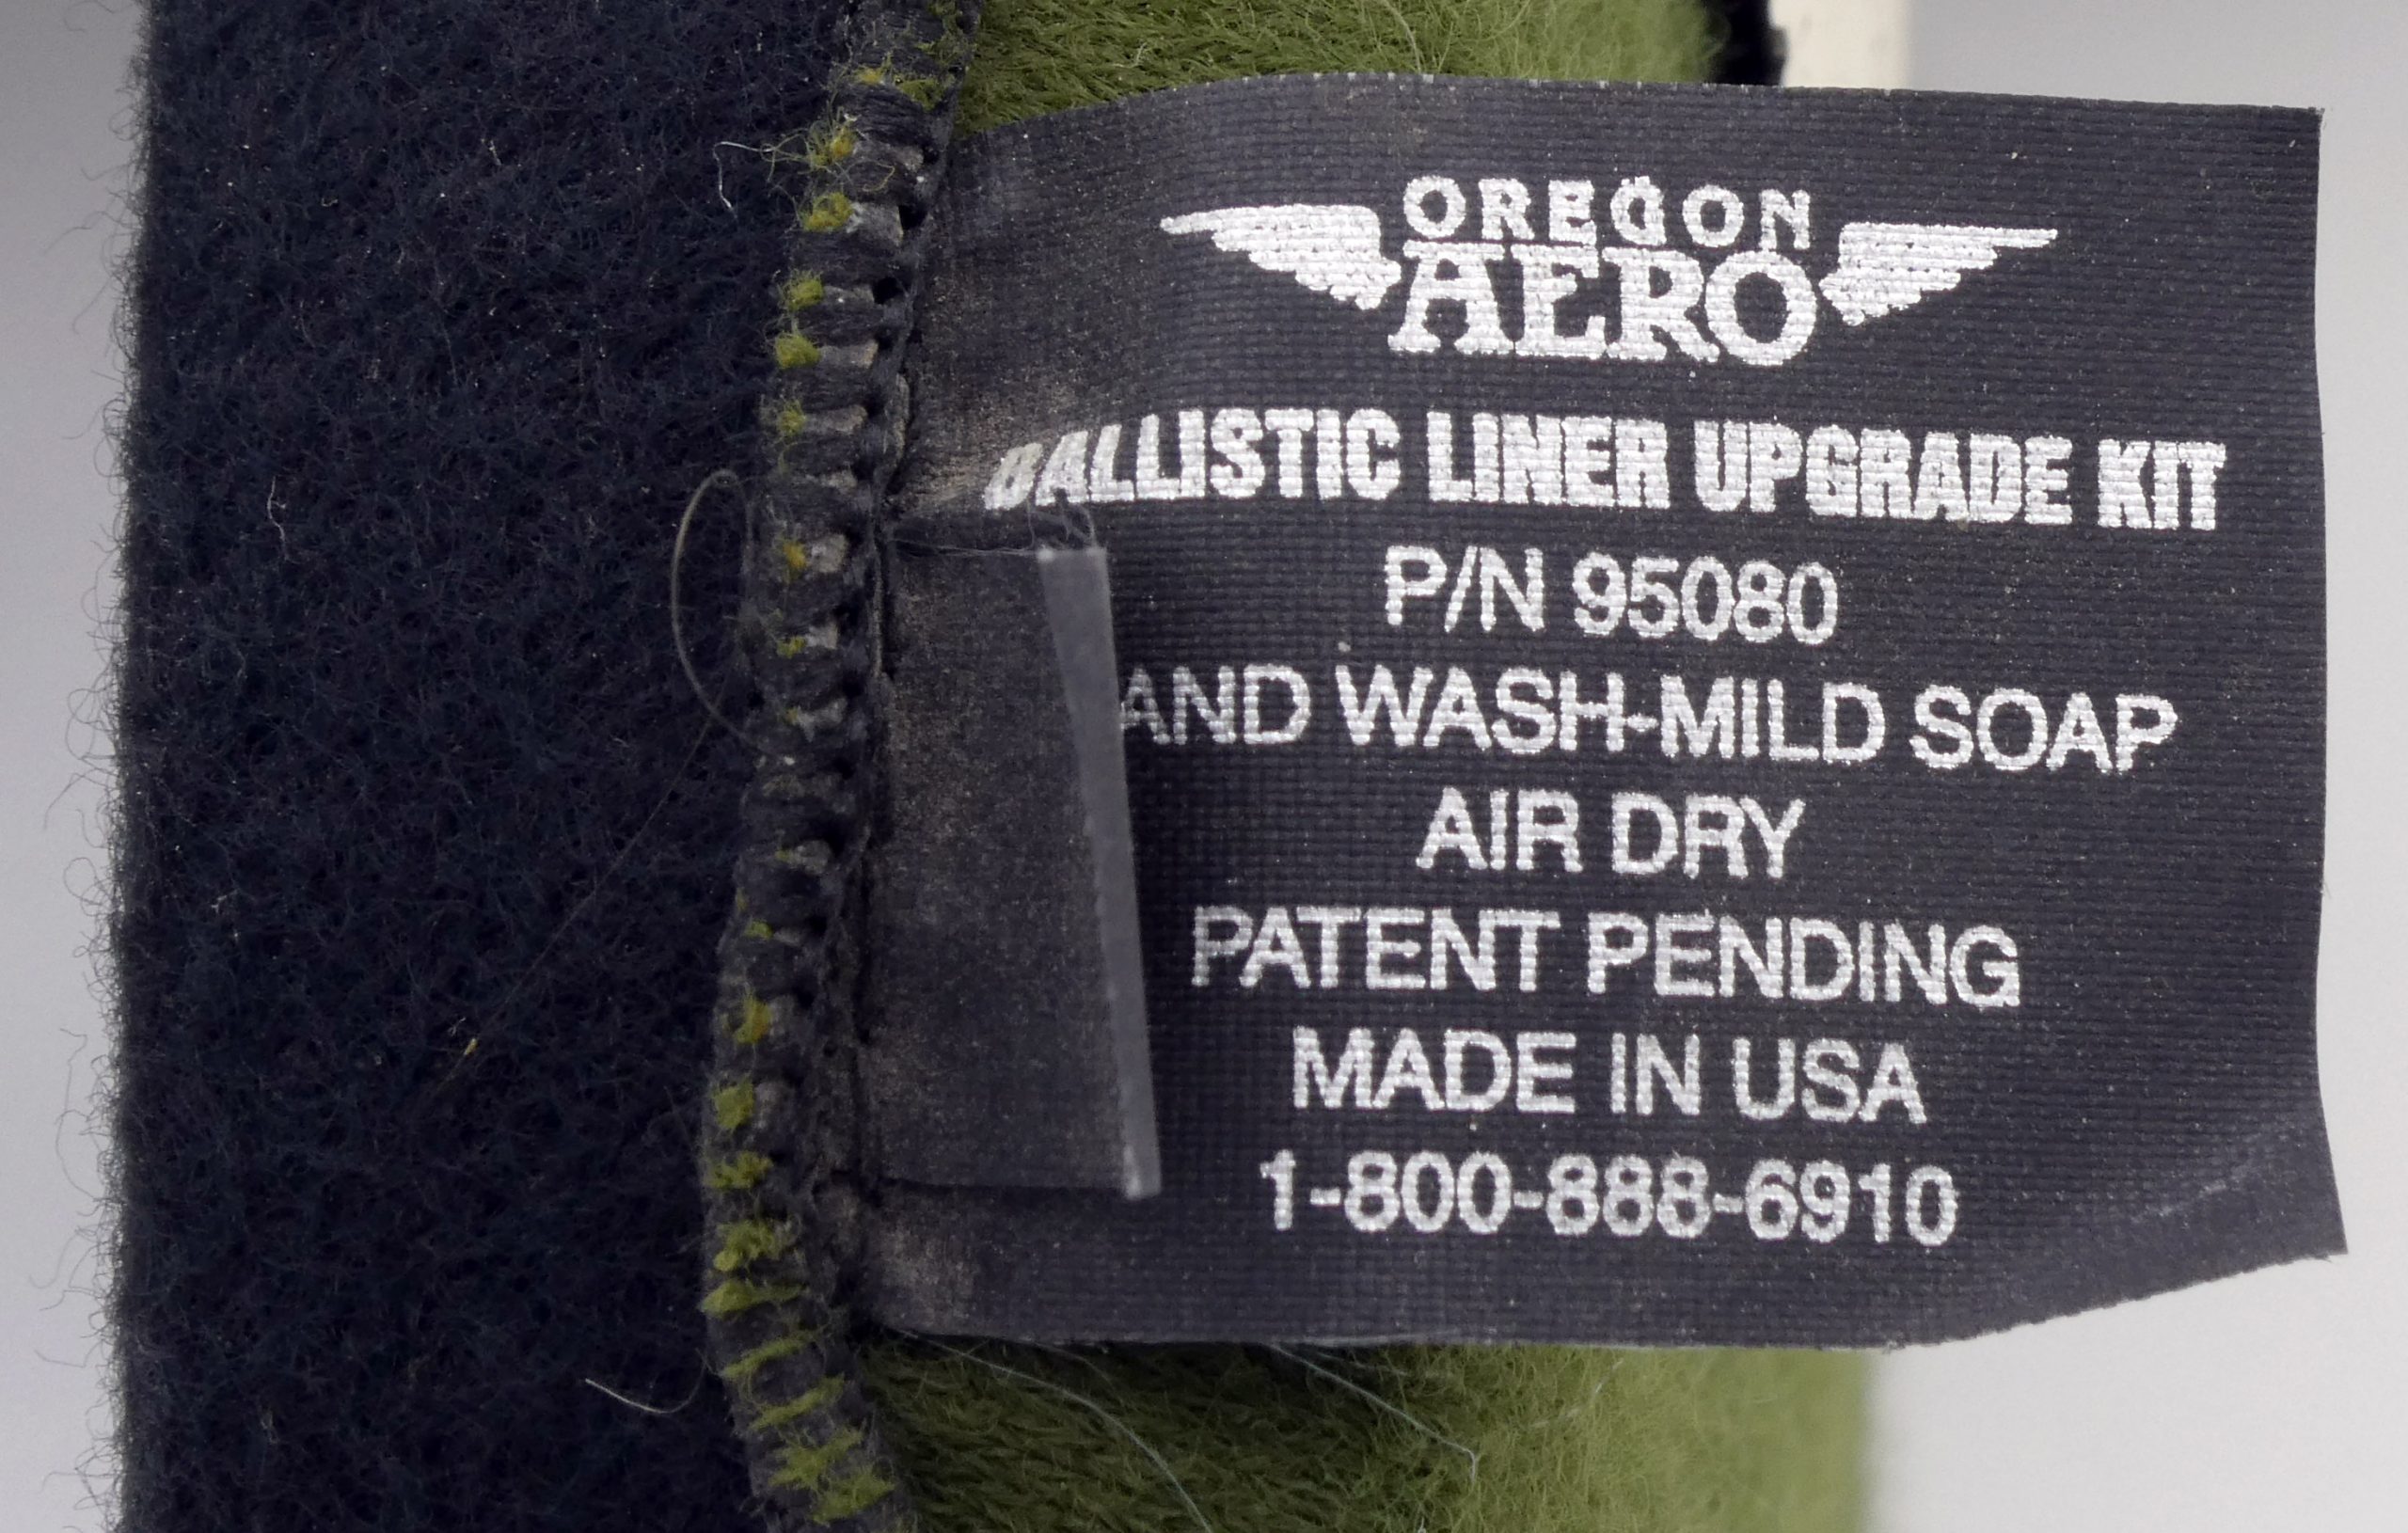 OREGON
AERO
BALLISTIC LINER UPGRADE KIT
P/N 95080
AND WASH-MILD SOAP
AIR DRY
PATENT PENDING
MADE IN USA
1-800-888-6910